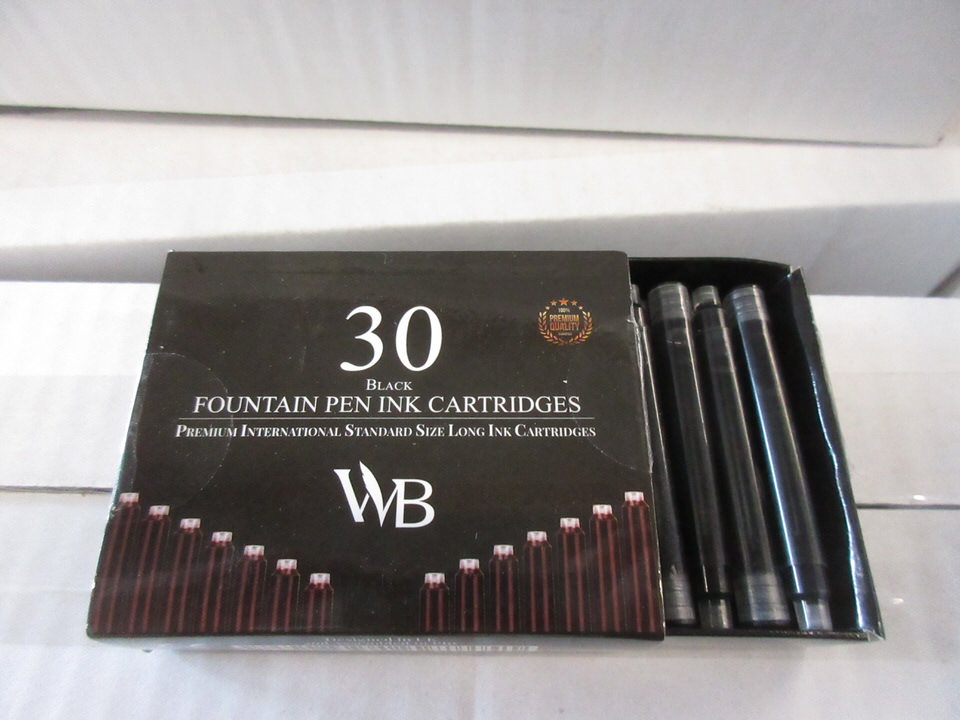 30
100%
PREMIUM
QUALITY
BLACK
FOUNTAIN PEN INK CARTRIDGES
PREMIUM INTERNATIONAL STANDARD SIZE LONG INK CARTRIDGES
WB